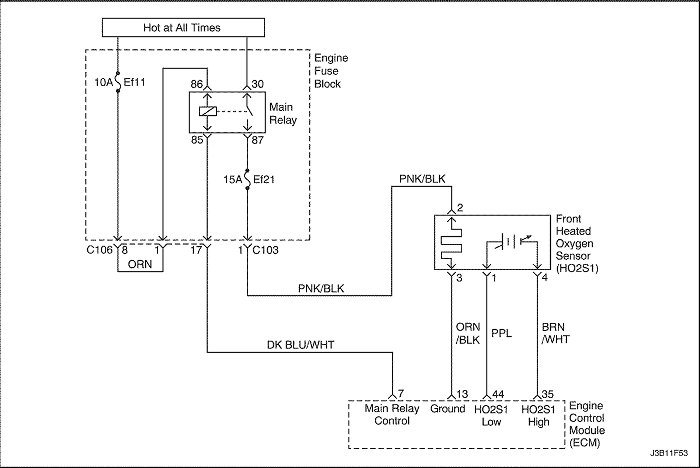 Hot at All Times
Engine
Fuse
Block
10A Ef11
86
30
Main
Relay
85
87
15A Ef21
C106 8
1
17
1 C103
ORN
PNK/BLK
PNK/BLK
2
Front
Heated
Oxygen
Sensor
(HO2S1)
3
1
4
ORN
/BLK
PPL
BRN
/WHT
DK BLU/WHT
7
13
44
35
Main Relay
Control
Ground
HO2S1
Low
HO2S1
High
Engine
Control
Module
(ECM)
J3B11F53